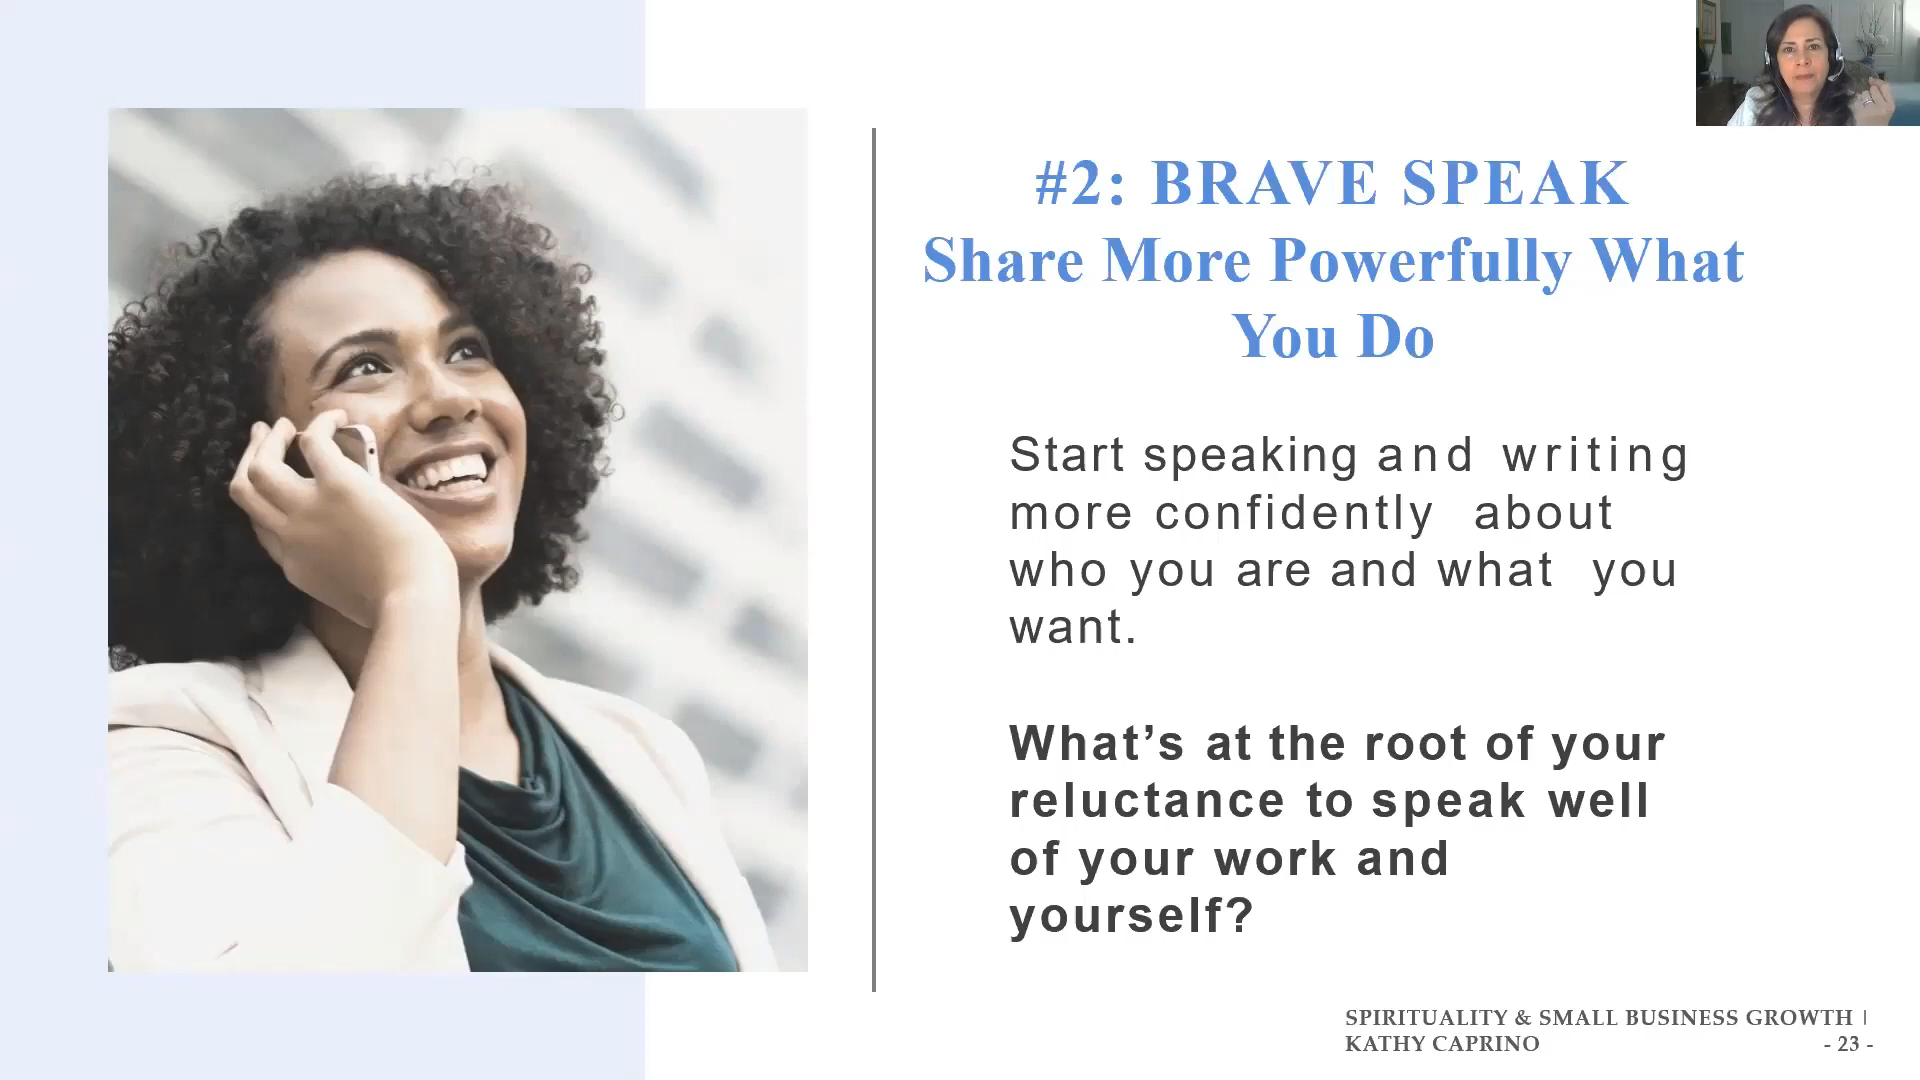 #2: BRAVE SPEAK
Share More Powerfully What
You Do
Start speaking and writing
more confidently about
who you are and what you
want.
What’s at the root of your
reluctance to speak well
of your work and
yourself?
SPIRITUALITY & SMALL BUSINESS GROWTH |
KATHY CAPRINO - 23 -